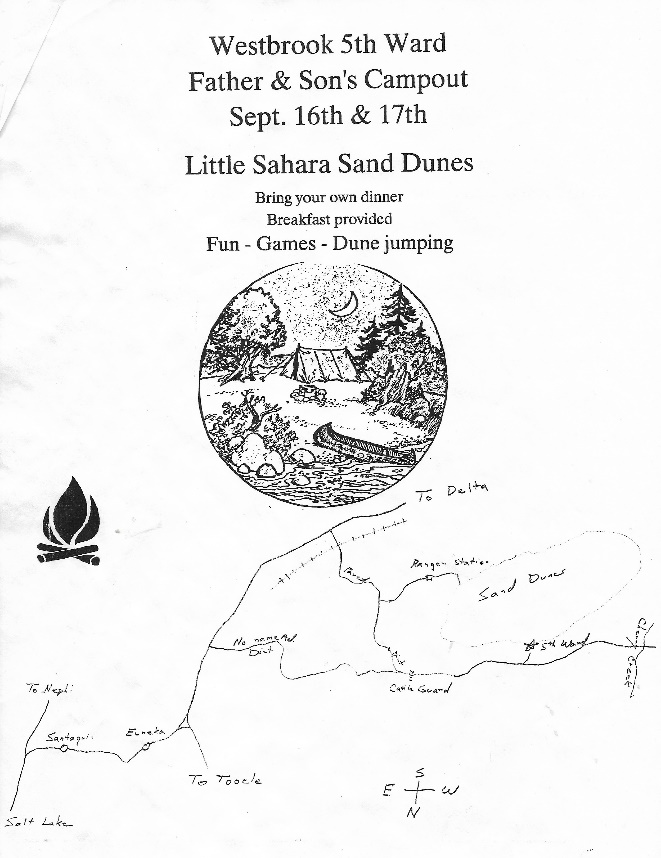 Westbrook 5th Ward
Father & Son's Campout
Sept. 16th & 17th
Little Sahara Sand Dunes
Bring your own dinner
Breakfast provided
Fun - Games - Dune jumping
To Delta
Ranger Station
Paved
Sand Dunes
No name Rd
Dirt
5th Ward
Cattle Guard
To Nephi
Santaquin
Eureka
To Tooele
Salt Lake
S
E W
N